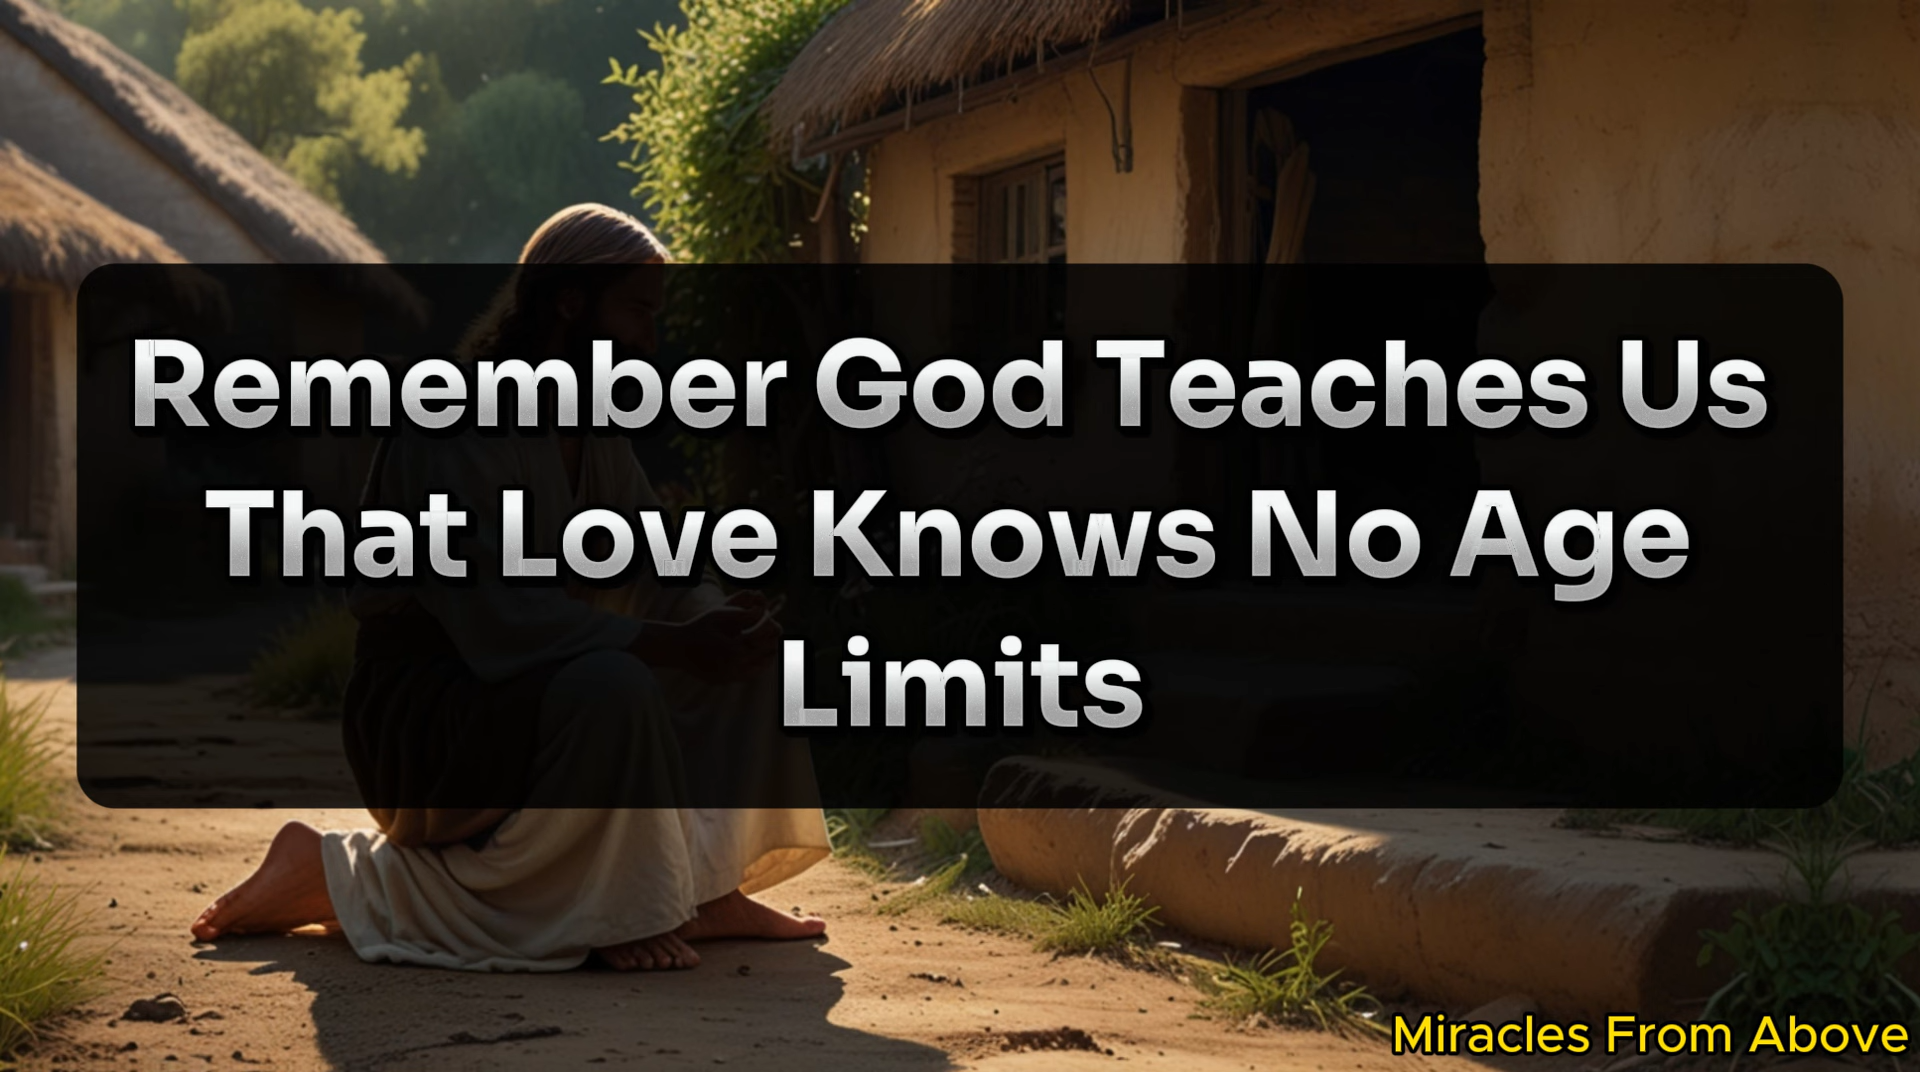 Remember God Teaches Us
That Love Knows No Age
Limits
Miracles From Above